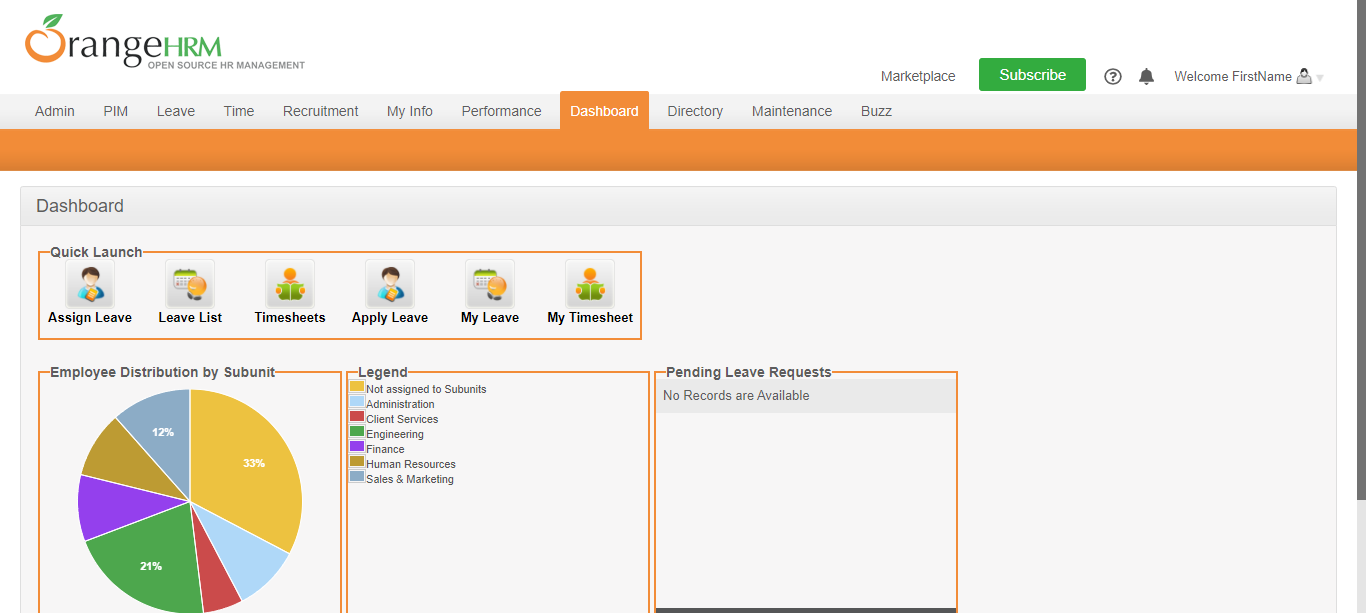 OrangeHRM
OPEN SOURCE HR MANAGEMENT
Marketplace Subscribe ? Welcome FirstName
Admin PIM Leave Time Recruitment My Info Performance Dashboard Directory Maintenance Buzz
Dashboard
Quick Launch
Assign Leave Leave List Timesheets Apply Leave My Leave My Timesheet
Employee Distribution by Subunit
12%
33%
21%
Legend
Not assigned to Subunits
Administration
Client Services
Engineering
Finance
Human Resources
Sales & Marketing
Pending Leave Requests
No Records are Available